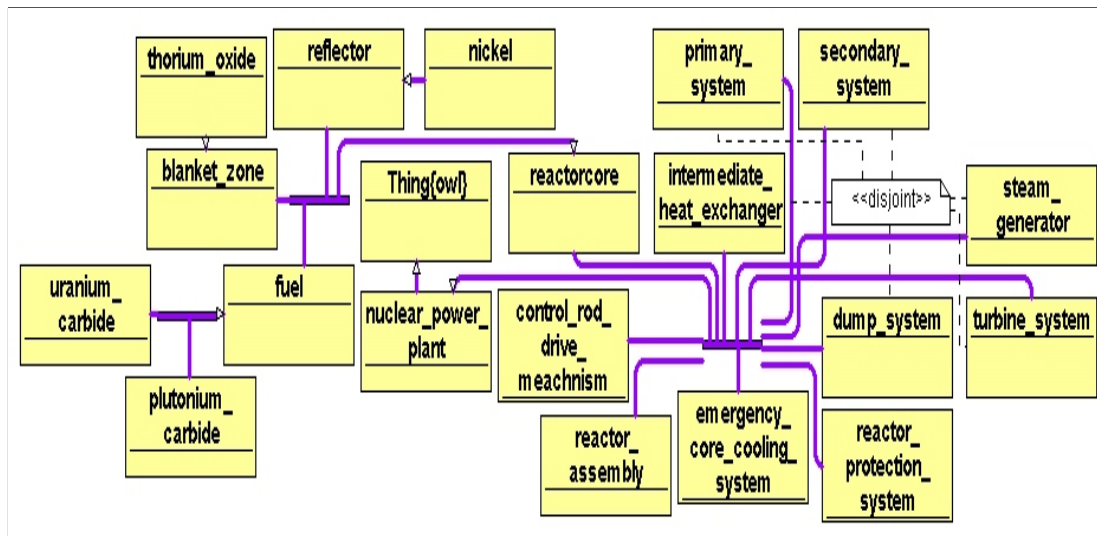 thorium_oxide
reflector
nickel
primary_
system
secondary_
system
blanket_zone
Thing{owl}
reactorcore
intermediate_
heat_exchanger
<<disjoint>>
steam_
generator
uranium_
carbide
fuel
nuclear_power_
plant
control_rod_
drive_
meachnism
dump_system
turbine_system
plutonium_
carbide
reactor_
assembly
emergency_
core_cooling_
system
reactor_
protection_
system